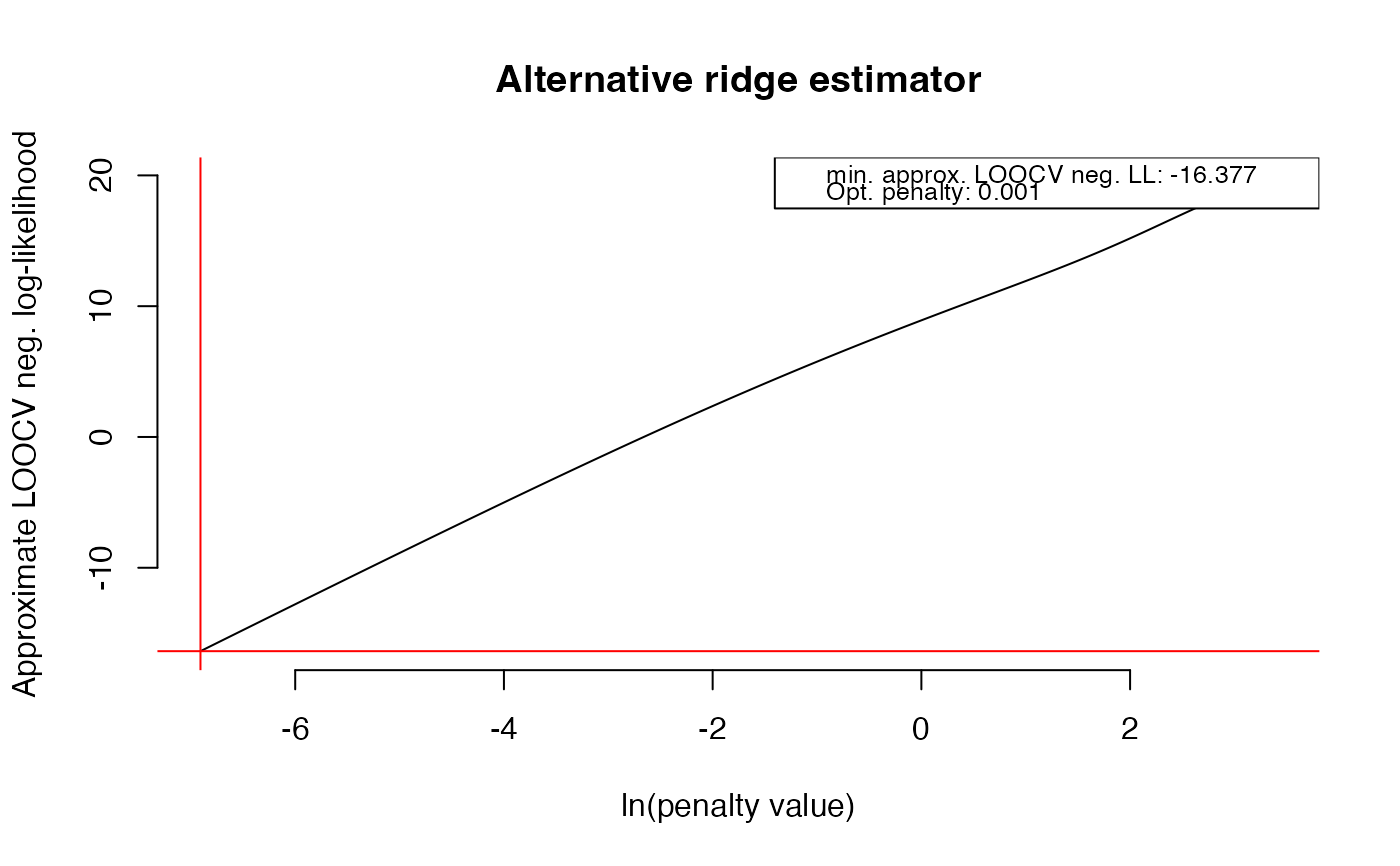 Alternative ridge estimator
min. approx. LOOCV neg. LL: -16.377
Opt. penalty: 0.001
Approximate LOOCV neg. log-likelihood
20
10
0
-10
-6
-4
-2
0
2
ln(penalty value)